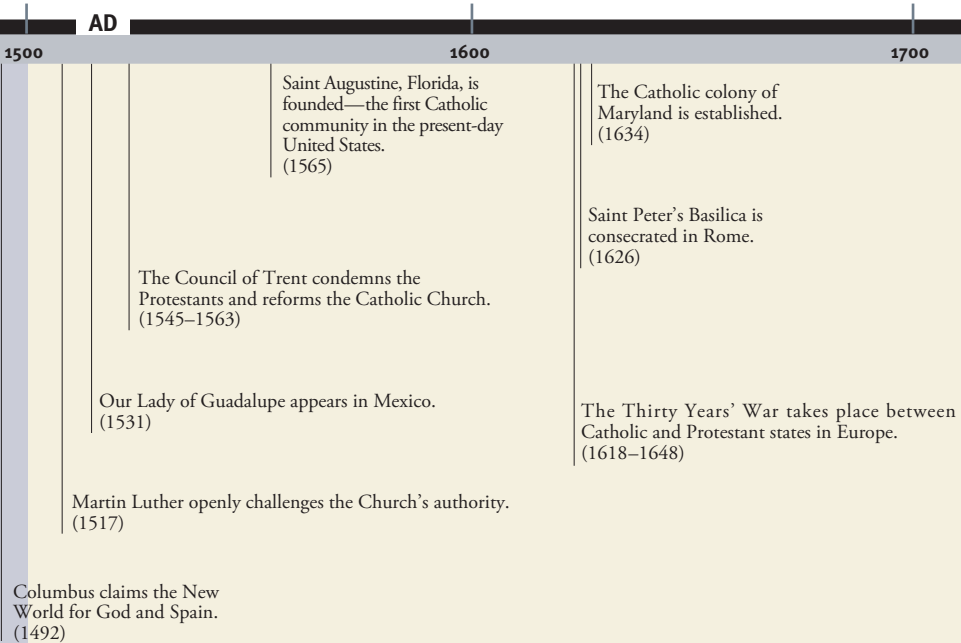 AD
1500 1600 1700
Saint Augustine, Florida, is
founded—the first Catholic
community in the present-day
United States.
(1565)
The Catholic colony of
Maryland is established.
(1634)
Saint Peter’s Basilica is
consecrated in Rome.
(1626)
The Council of Trent condemns the
Protestants and reforms the Catholic Church.
(1545–1563)
Our Lady of Guadalupe appears in Mexico.
(1531)
The Thirty Years’ War takes place between
Catholic and Protestant states in Europe.
(1618–1648)
Martin Luther openly challenges the Church’s authority.
(1517)
Columbus claims the New
World for God and Spain.
(1492)